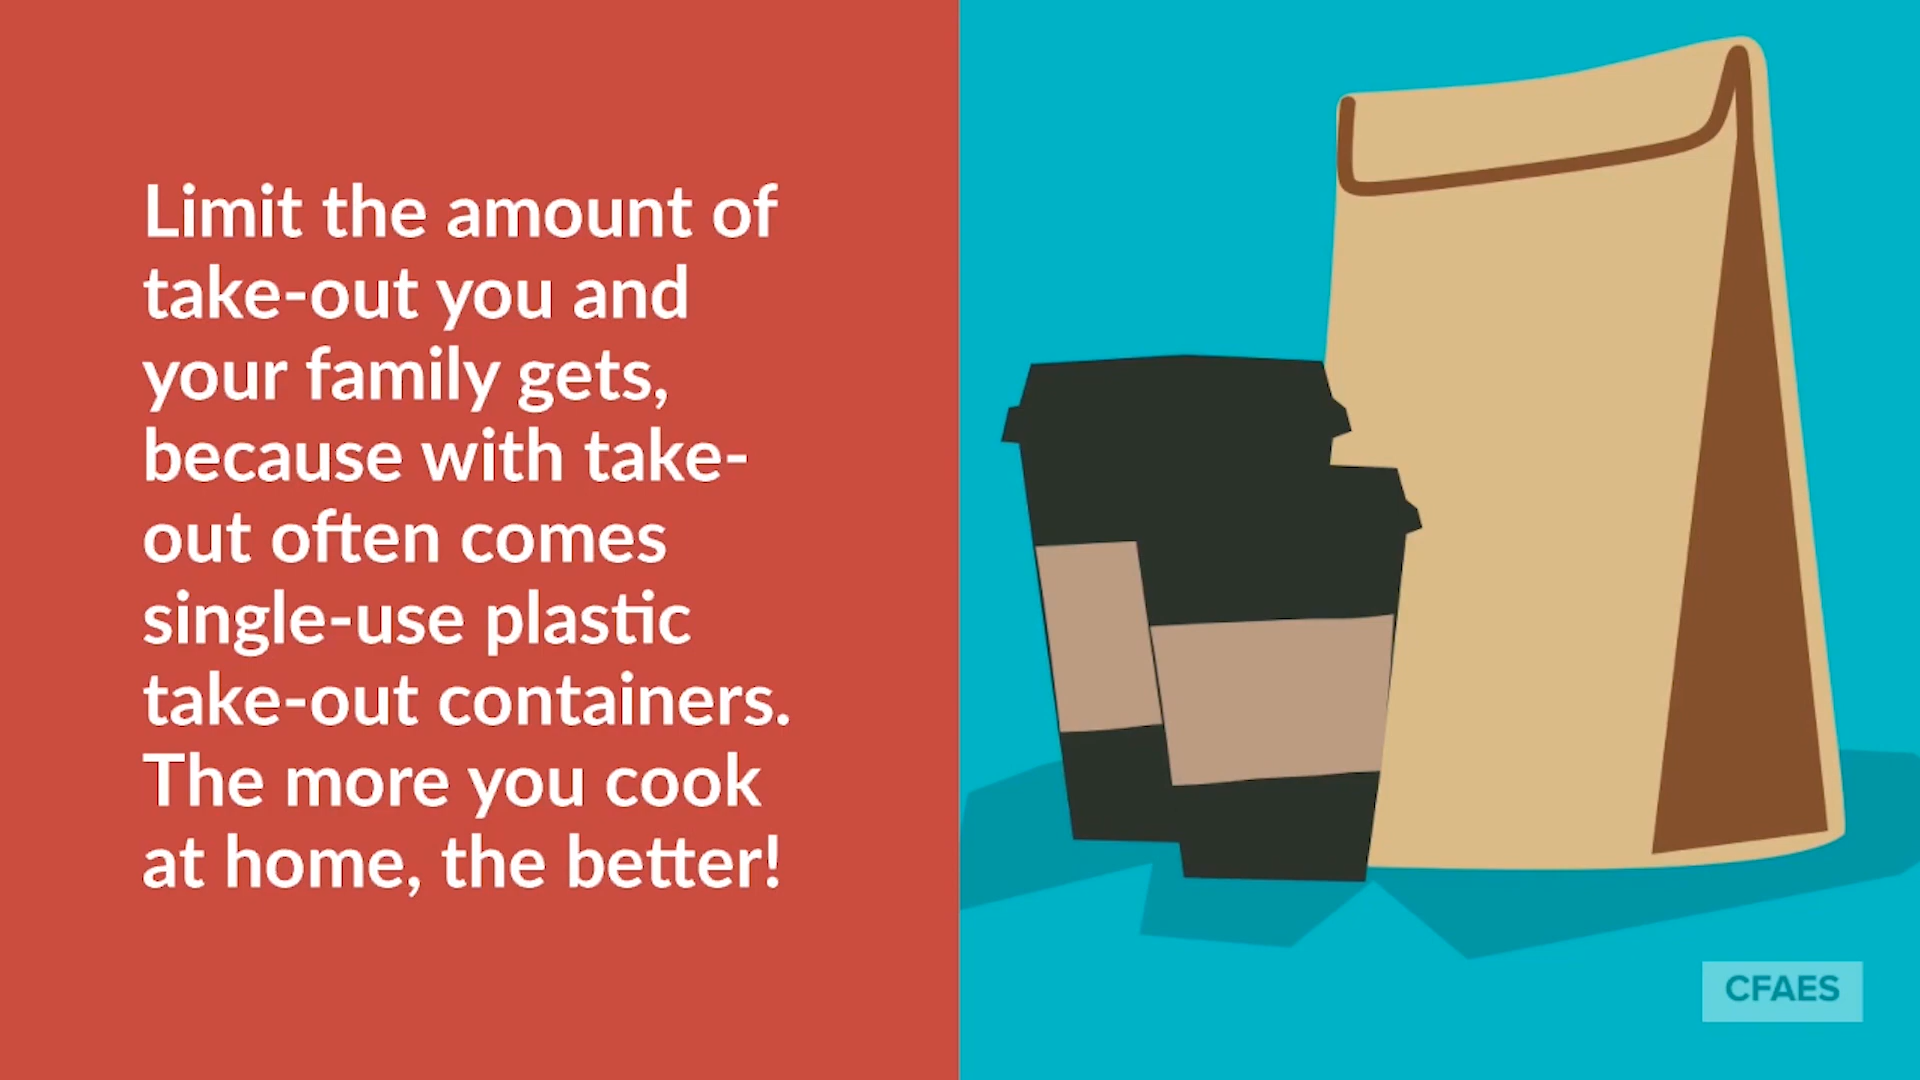 Limit the amount of
take-out you and
your family gets,
because with take-
out often comes
single-use plastic
take-out containers.
The more you cook
at home, the better!
CFAES